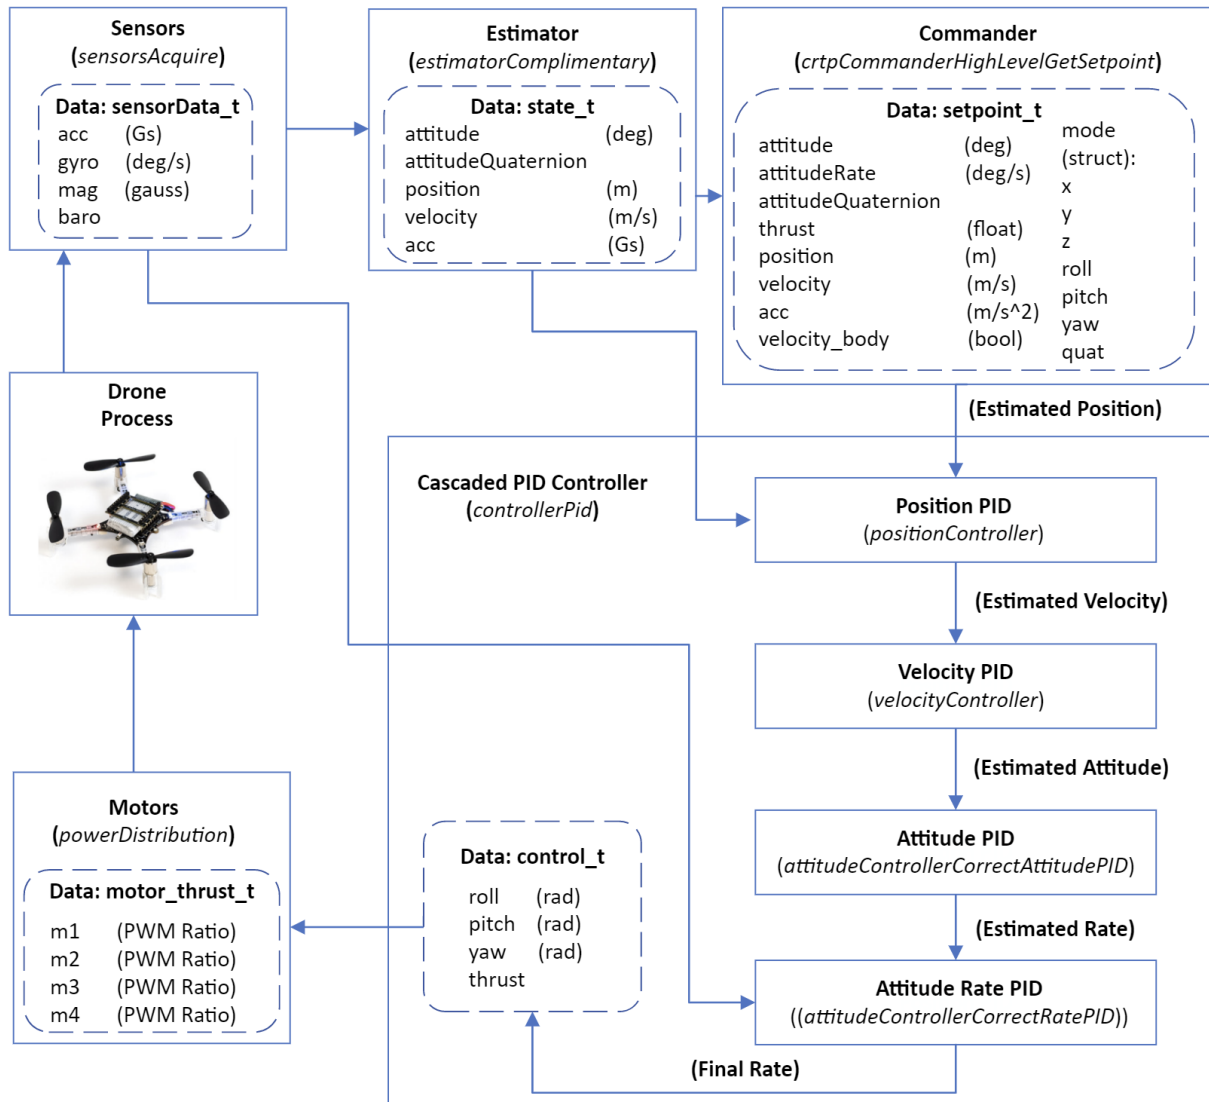 Sensors
(sensorsAcquire)
Data: sensorData_t
acc (Gs)
gyro (deg/s)
mag (gauss)
baro
Estimator
(estimatorComplimentary)
Data: state_t
attitude (deg)
attitudeQuaternion
position (m)
velocity (m/s)
acc (Gs)
Commander
(crtpCommanderHighLevelGetSetpoint)
Data: setpoint_t
attitude (deg)
attitudeRate (deg/s)
attitudeQuaternion
thrust (float)
position (m)
velocity (m/s)
acc (m/s^2)
velocity_body (bool)
mode
(struct):
x
y
z
roll
pitch
yaw
quat
Drone
Process
(Estimated Position)
Cascaded PID Controller
(controllerPid)
Position PID
(positionController)
(Estimated Velocity)
Velocity PID
(velocityController)
(Estimated Attitude)
Attitude PID
(attitudeControllerCorrectAttitudePID)
(Estimated Rate)
Attitude Rate PID
((attitudeControllerCorrectRatePID))
(Final Rate)
Data: control_t
roll (rad)
pitch (rad)
yaw (rad)
thrust
Motors
(powerDistribution)
Data: motor_thrust_t
m1 (PWM Ratio)
m2 (PWM Ratio)
m3 (PWM Ratio)
m4 (PWM Ratio)